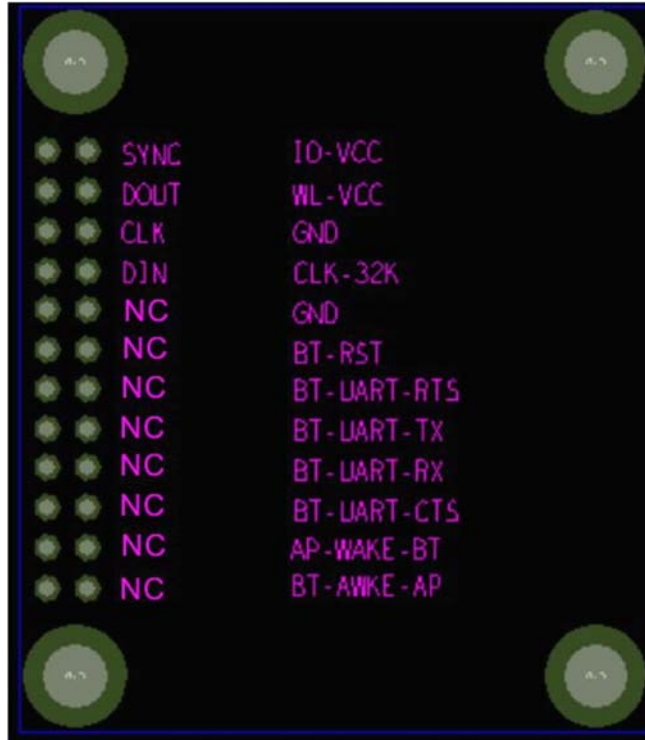 SYNC IO-VCC
DOUT WL-VCC
CLK GND
DIN CLK-32K
NC GND
NC BT-RST
NC BT-UART-RTS
NC BT-UART-TX
NC BT-UART-RX
NC BT-UART-CTS
NC AP-WAKE-BT
NC BT-AWKE-AP